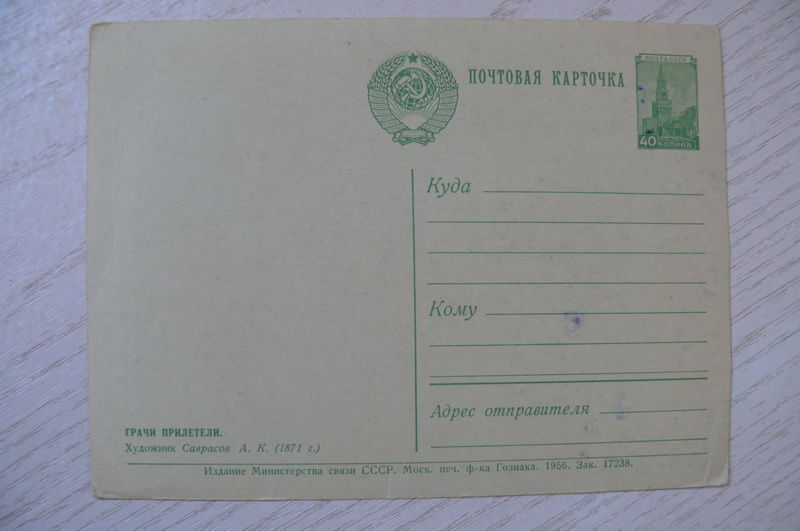 ПОЧТОВАЯ КАРТОЧКА
ПОЧТА СССР
40 КОПЕЕК
Куда
Кому
Адрес отправителя
ГРАЧИ ПРИЛЕТЕЛИ.
Художник Саврасов А. К. (1871 г.)
Издание Министерства связи СССР. Моск. печ. ф-ка Гознака. 1956. Зак. 17238.